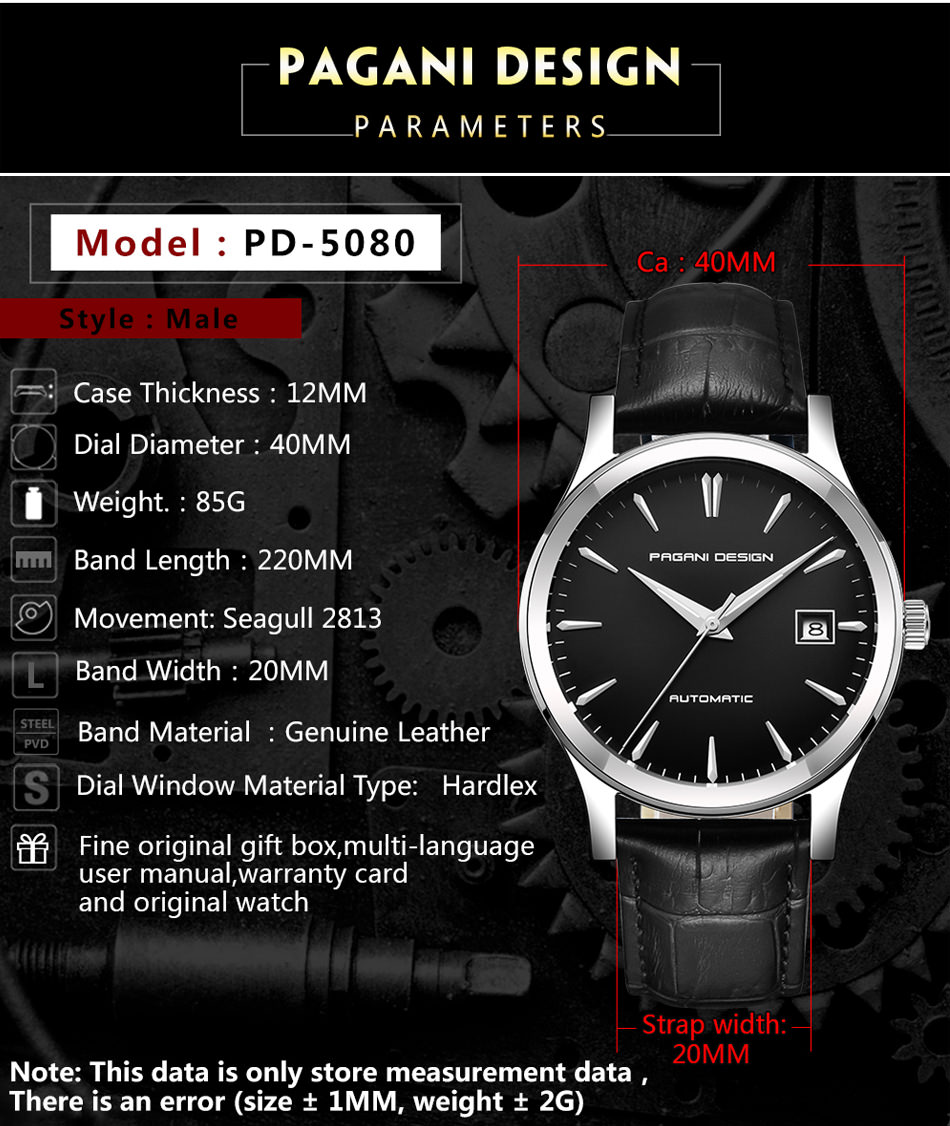 PAGANI DESIGN
PARAMETERS
Model : PD-5080
Ca : 40MM
Style : Male
Case Thickness : 12MM
Dial Diameter : 40MM
Weight. : 85G
Band Length : 220MM
Movement: Seagull 2813
L
Band Width : 20MM
STEEL
PVD
Band Material : Genuine Leather
S
Dial Window Material Type: Hardlex
Fine original gift box,multi-language
user manual,warranty card
and original watch
PAGANI DESIGN
8
AUTOMATIC
Strap width:
20MM
Note: This data is only store measurement data ,
There is an error (size ± 1MM, weight ± 2G)